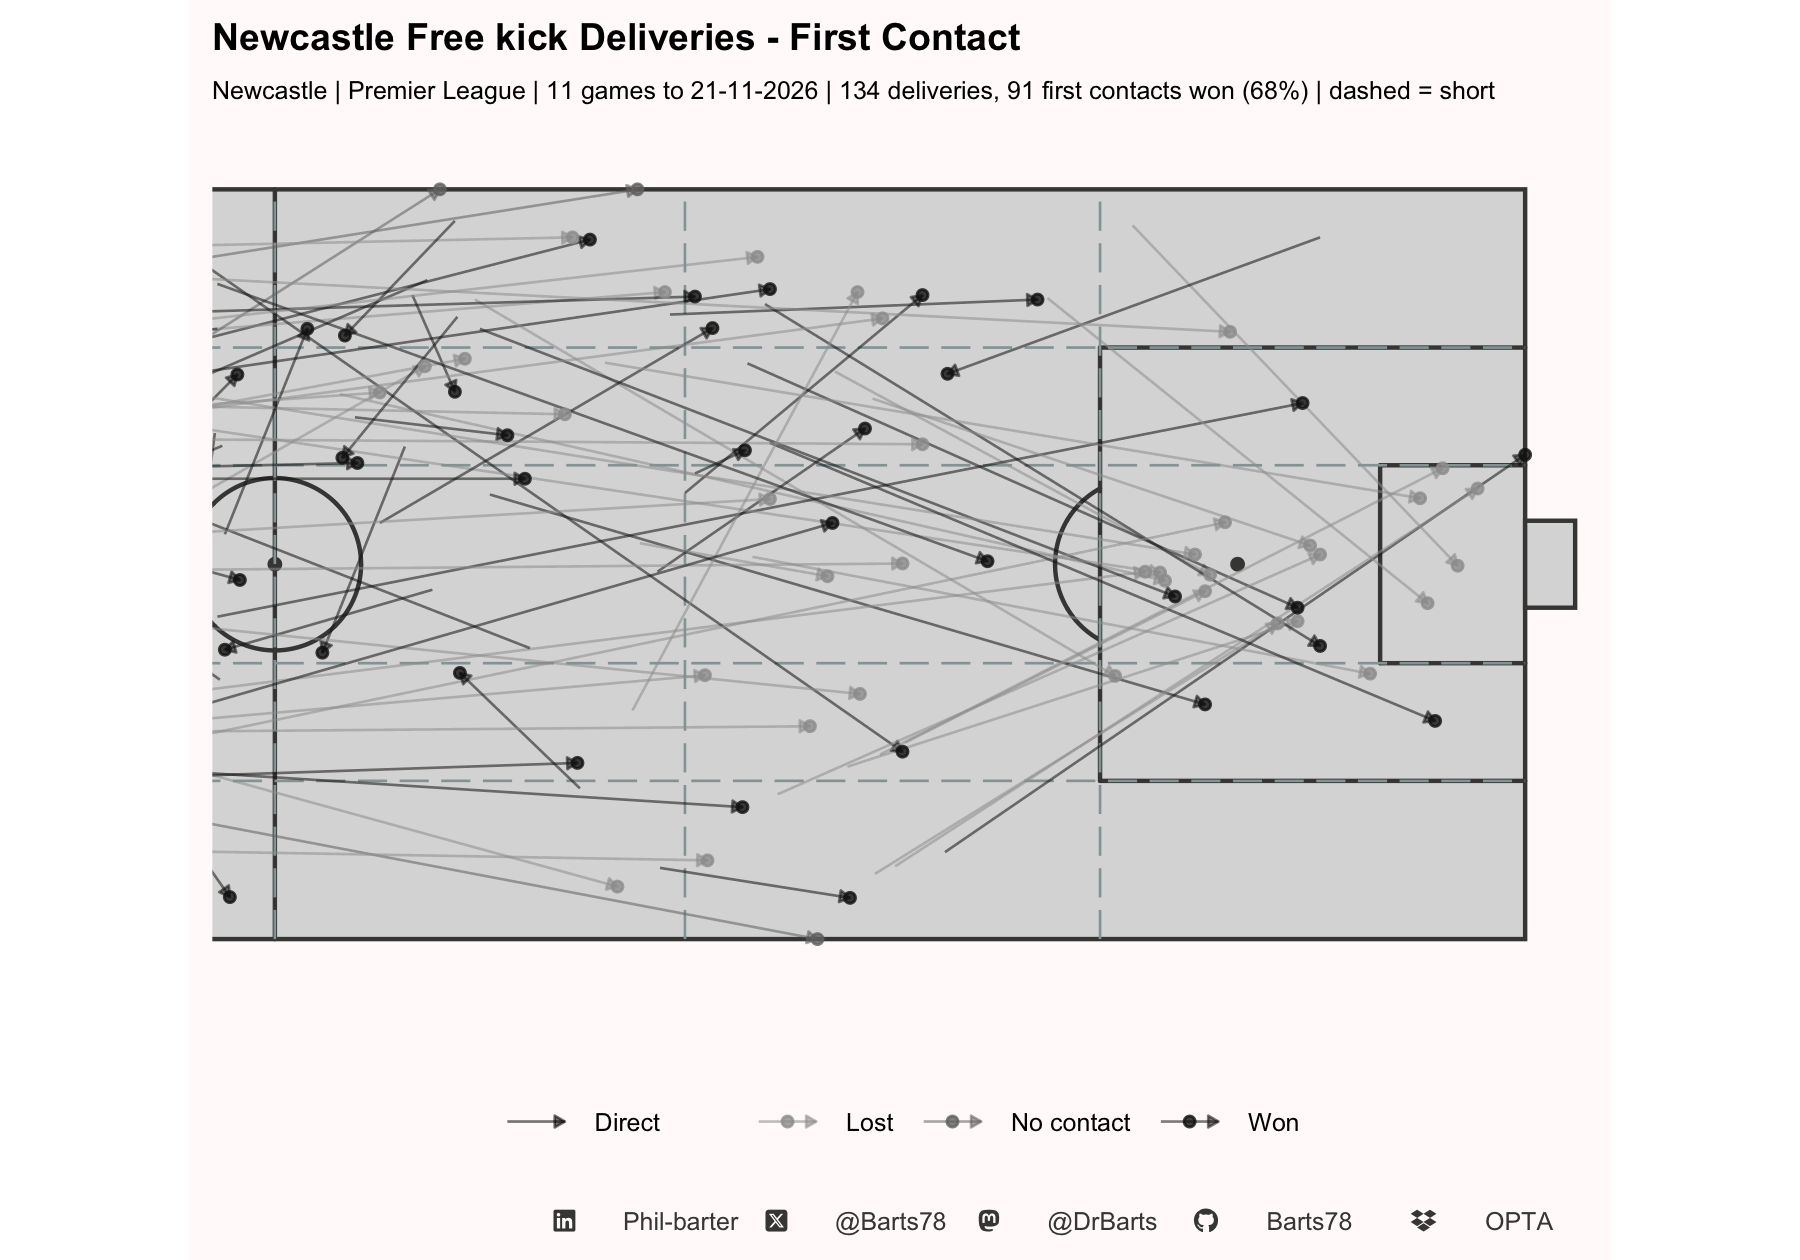 Newcastle Free kick Deliveries - First Contact
Newcastle | Premier League | 11 games to 21-11-2026 | 134 deliveries, 91 first contacts won (68%) | dashed = short
Direct Lost No contact Won
Phil-barter @Barts78 @DrBarts Barts78 OPTA